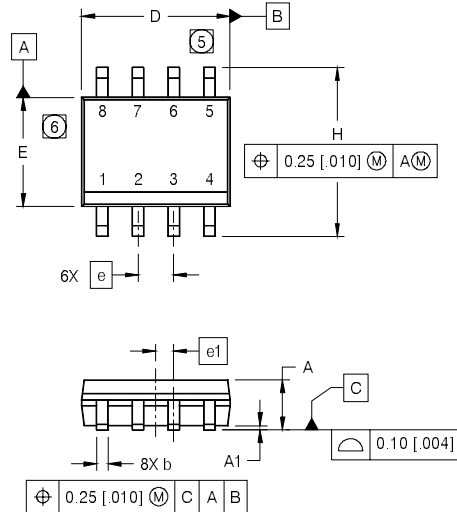 D
B
5
A
8 7 6 5
6
E
H
⌖ 0.25 [.010] Ⓜ AⓂ
1 2 3 4
6X e
e1
A
C
A1
⌓ 0.10 [.004]
8X b
⌖ 0.25 [.010] Ⓜ C A B